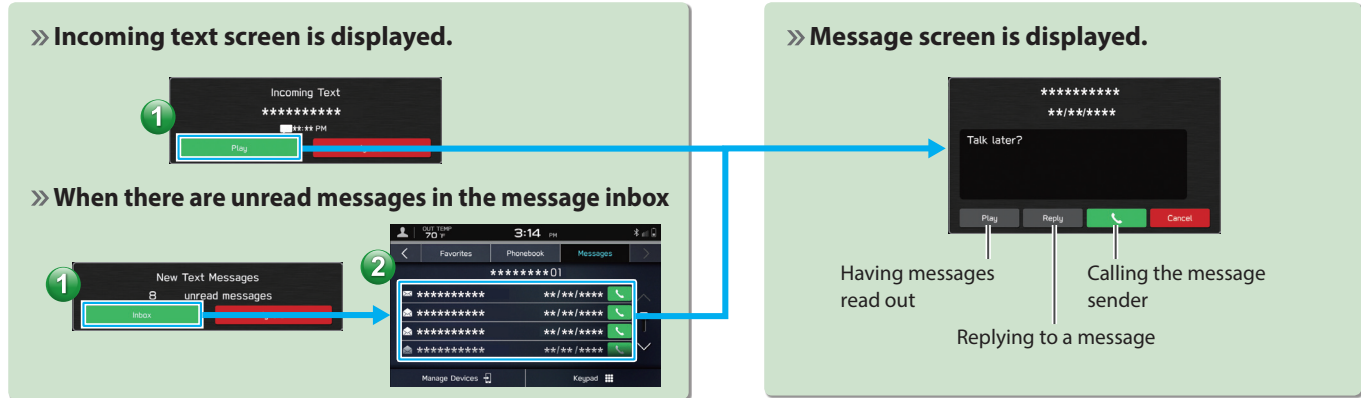 » Incoming text screen is displayed.
Incoming Text
**********
**:** PM
1
Play
» When there are unread messages in the message inbox
New Text Messages
8 unread messages
1
Inbox
2
OUT TEMP
70 °F
3:14 PM
Favorites
Phonebook
Messages
********01
********** **/**/****
********** **/**/****
********** **/**/****
********** **/**/****
Manage Devices
Keypad
» Message screen is displayed.
**********
**/**/****
Talk later?
Play
Reply
Cancel
Having messages
read out
Calling the message
sender
Replying to a message